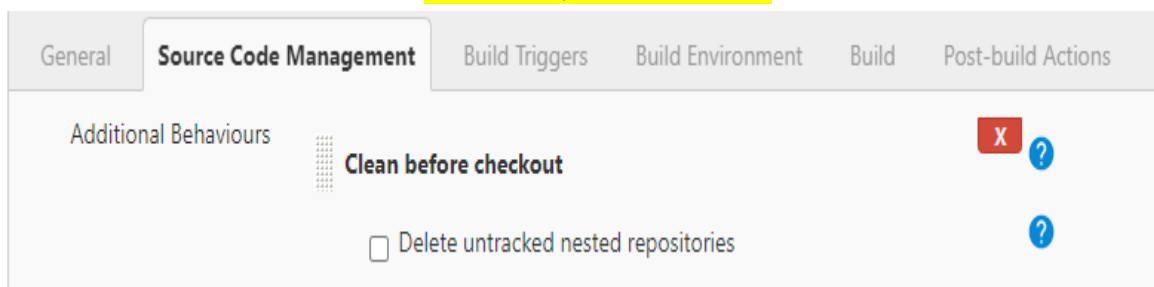 General Source Code Management Build Triggers Build Environment Build Post-build Actions
Additional Behaviours
X
?
Clean before checkout
Delete untracked nested repositories
?